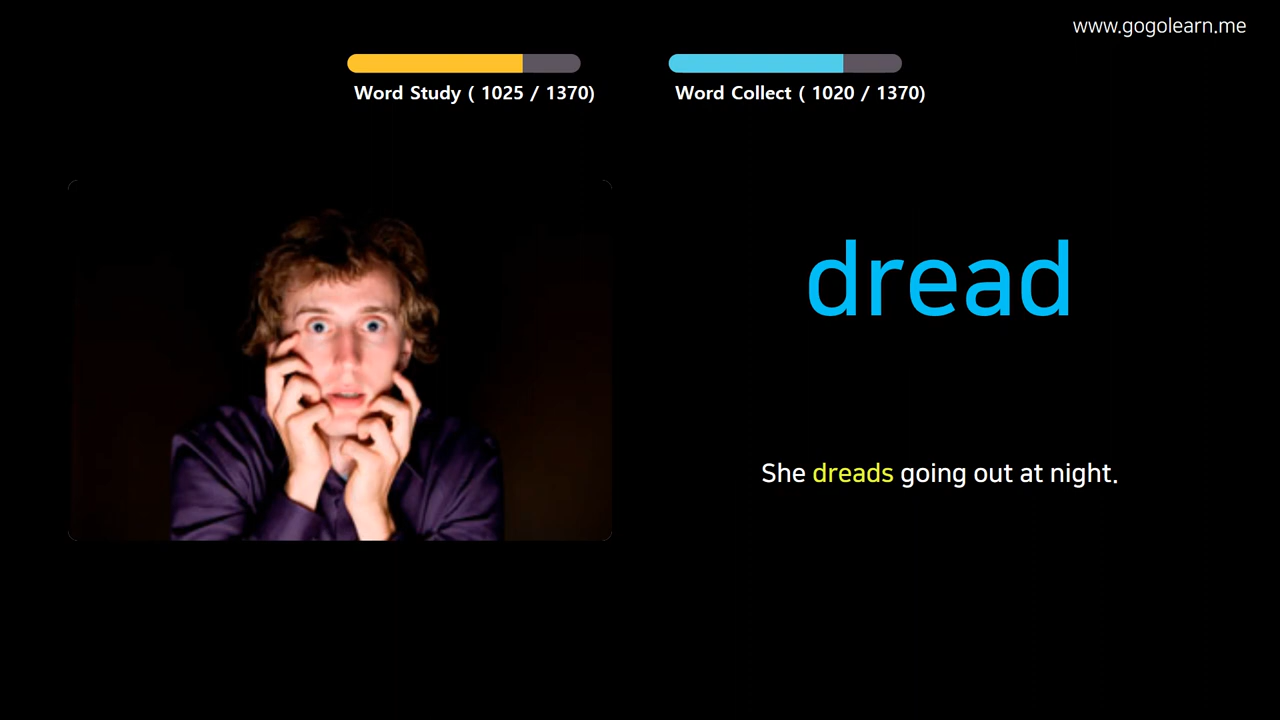 www.gogolearn.me
Word Study ( 1025 / 1370)
Word Collect ( 1020 / 1370)
dread
She dreads going out at night.